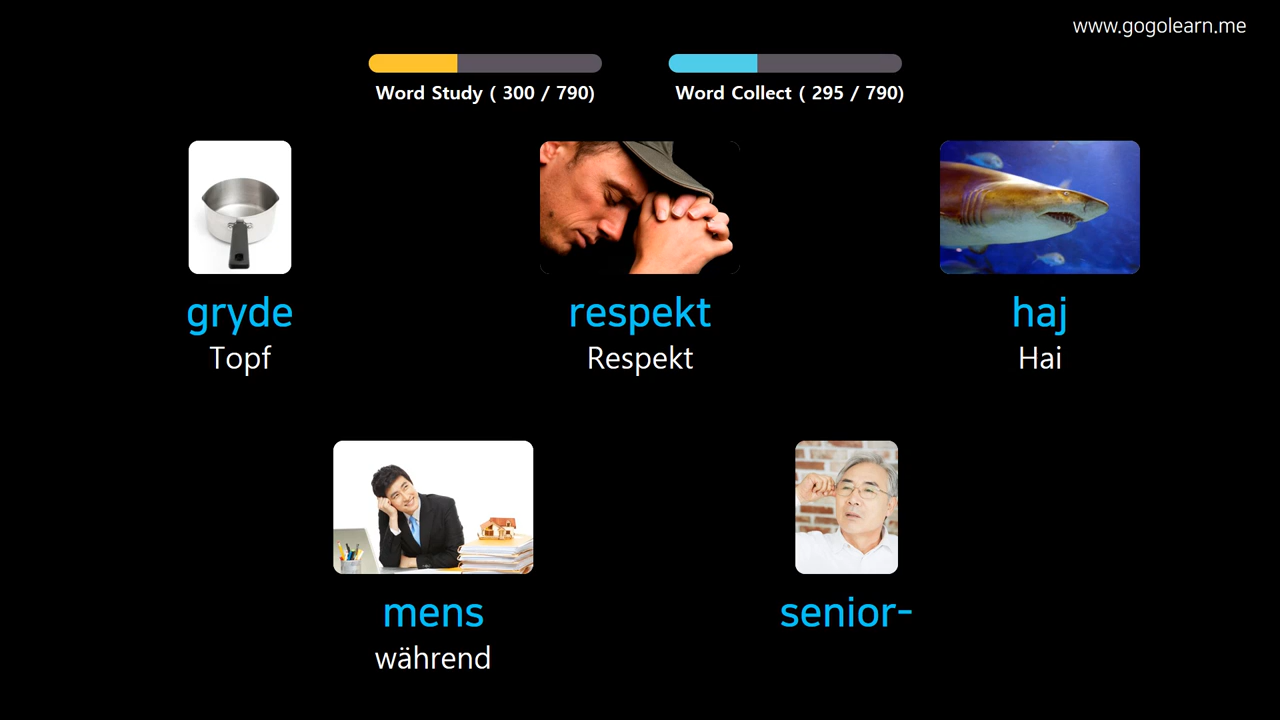 www.gogolearn.me
Word Study ( 300 / 790)
Word Collect ( 295 / 790)
gryde
Topf
respekt
Respekt
haj
Hai
mens
während
senior-